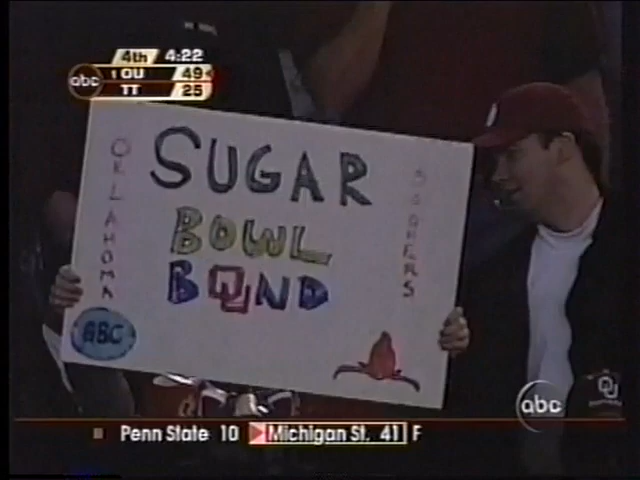 4th 4:22
abc 1 OU 49
TT 25
OKLAHOMA
SUGAR
BOWL
BOUND
SOONERS
ABC
OU
abc
Penn State 10 Michigan St. 41 F